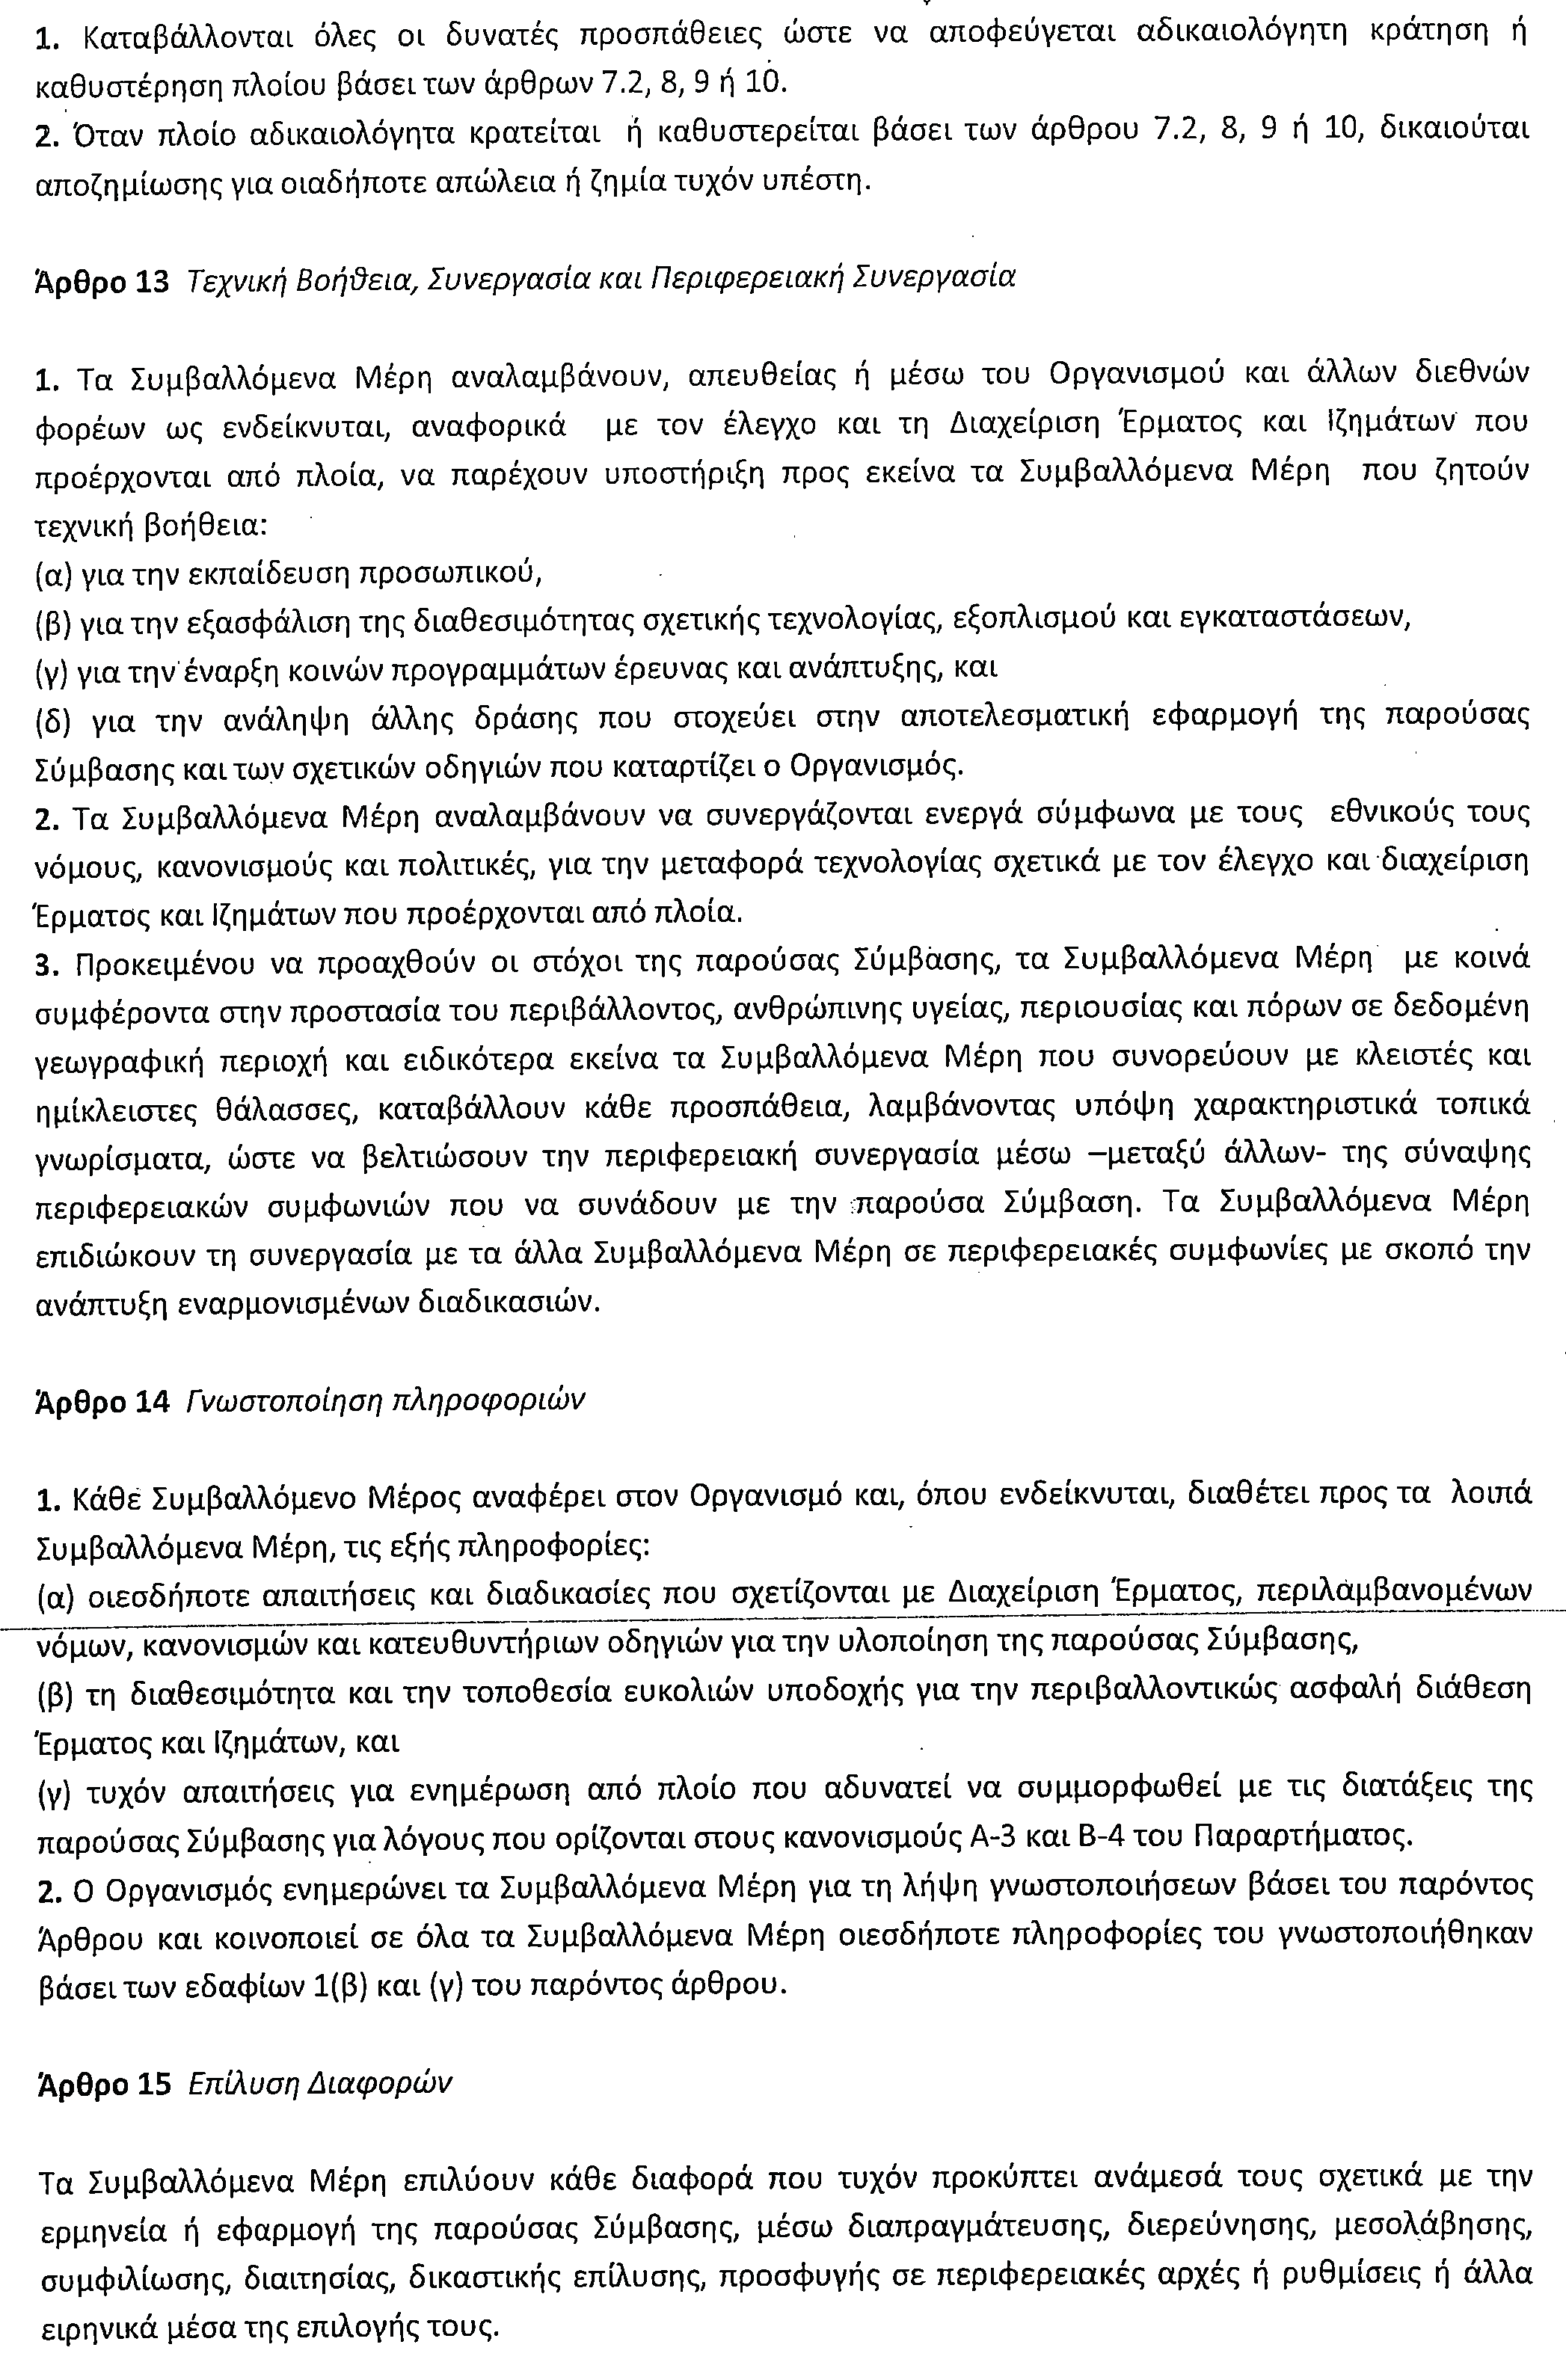 1. Καταβάλλονται όλες οι δυνατές προσπάθειες ώστε να αποφεύγεται αδικαιολόγητη κράτηση ή
καθυστέρηση πλοίου βάσει των άρθρων 7.2, 8, 9 ή 10.
2. Όταν πλοίο αδικαιολόγητα κρατείται ή καθυστερείται βάσει των άρθρου 7.2, 8, 9 ή 10, δικαιούται
αποζημίωσης για οιαδήποτε απώλεια ή ζημία τυχόν υπέστη.
Άρθρο 13 Τεχνική Βοήθεια, Συνεργασία και Περιφερειακή Συνεργασία
1. Τα Συμβαλλόμενα Μέρη αναλαμβάνουν, απευθείας ή μέσω του Οργανισμού και άλλων διεθνών
φορέων ως ενδείκνυται, αναφορικά με τον έλεγχο και τη Διαχείριση Έρματος και Ιζημάτων που
προέρχονται από πλοία, να παρέχουν υποστήριξη προς εκείνα τα Συμβαλλόμενα Μέρη που ζητούν
τεχνική βοήθεια:
(α) για την εκπαίδευση προσωπικού,
(β) για την εξασφάλιση της διαθεσιμότητας σχετικής τεχνολογίας, εξοπλισμού και εγκαταστάσεων,
(γ) για την έναρξη κοινών προγραμμάτων έρευνας και ανάπτυξης, και
(δ) για την ανάληψη άλλης δράσης που στοχεύει στην αποτελεσματική εφαρμογή της παρούσας
Σύμβασης και των σχετικών οδηγιών που καταρτίζει ο Οργανισμός.
2. Τα Συμβαλλόμενα Μέρη αναλαμβάνουν να συνεργάζονται ενεργά σύμφωνα με τους εθνικούς τους
νόμους, κανονισμούς και πολιτικές, για την μεταφορά τεχνολογίας σχετικά με τον έλεγχο και διαχείριση
Έρματος και Ιζημάτων που προέρχονται από πλοία.
3. Προκειμένου να προαχθούν οι στόχοι της παρούσας Σύμβασης, τα Συμβαλλόμενα Μέρη με κοινά
συμφέροντα στην προστασία του περιβάλλοντος, ανθρώπινης υγείας, περιουσίας και πόρων σε δεδομένη
γεωγραφική περιοχή και ειδικότερα εκείνα τα Συμβαλλόμενα Μέρη που συνορεύουν με κλειστές και
ημίκλειστες θάλασσες, καταβάλλουν κάθε προσπάθεια, λαμβάνοντας υπόψη χαρακτηριστικά τοπικά
γνωρίσματα, ώστε να βελτιώσουν την περιφερειακή συνεργασία μέσω –μεταξύ άλλων- της σύναψης
περιφερειακών συμφωνιών που να συνάδουν με την παρούσα Σύμβαση. Τα Συμβαλλόμενα Μέρη
επιδιώκουν τη συνεργασία με τα άλλα Συμβαλλόμενα Μέρη σε περιφερειακές συμφωνίες με σκοπό την
ανάπτυξη εναρμονισμένων διαδικασιών.
Άρθρο 14 Γνωστοποίηση πληροφοριών
1. Κάθε Συμβαλλόμενο Μέρος αναφέρει στον Οργανισμό και, όπου ενδείκνυται, διαθέτει προς τα λοιπά
Συμβαλλόμενα Μέρη, τις εξής πληροφορίες:
(α) οιεσδήποτε απαιτήσεις και διαδικασίες που σχετίζονται με Διαχείριση Έρματος, περιλαμβανομένων
νόμων, κανονισμών και κατευθυντήριων οδηγιών για την υλοποίηση της παρούσας Σύμβασης,
(β) τη διαθεσιμότητα και την τοποθεσία ευκολιών υποδοχής για την περιβαλλοντικώς ασφαλή διάθεση
Έρματος και Ιζημάτων, και
(γ) τυχόν απαιτήσεις για ενημέρωση από πλοίο που αδυνατεί να συμμορφωθεί με τις διατάξεις της
παρούσας Σύμβασης για λόγους που ορίζονται στους κανονισμούς Α-3 και Β-4 του Παραρτήματος.
2. Ο Οργανισμός ενημερώνει τα Συμβαλλόμενα Μέρη για τη λήψη γνωστοποιήσεων βάσει του παρόντος
Άρθρου και κοινοποιεί σε όλα τα Συμβαλλόμενα Μέρη οιεσδήποτε πληροφορίες του γνωστοποιήθηκαν
βάσει των εδαφίων 1(β) και (γ) του παρόντος άρθρου.
Άρθρο 15 Επίλυση Διαφορών
Τα Συμβαλλόμενα Μέρη επιλύουν κάθε διαφορά που τυχόν προκύπτει ανάμεσά τους σχετικά με την
ερμηνεία ή εφαρμογή της παρούσας Σύμβασης, μέσω διαπραγμάτευσης, διερεύνησης, μεσολάβησης,
συμφιλίωσης, διαιτησίας, δικαστικής επίλυσης, προσφυγής σε περιφερειακές αρχές ή ρυθμίσεις ή άλλα
ειρηνικά μέσα της επιλογής τους.